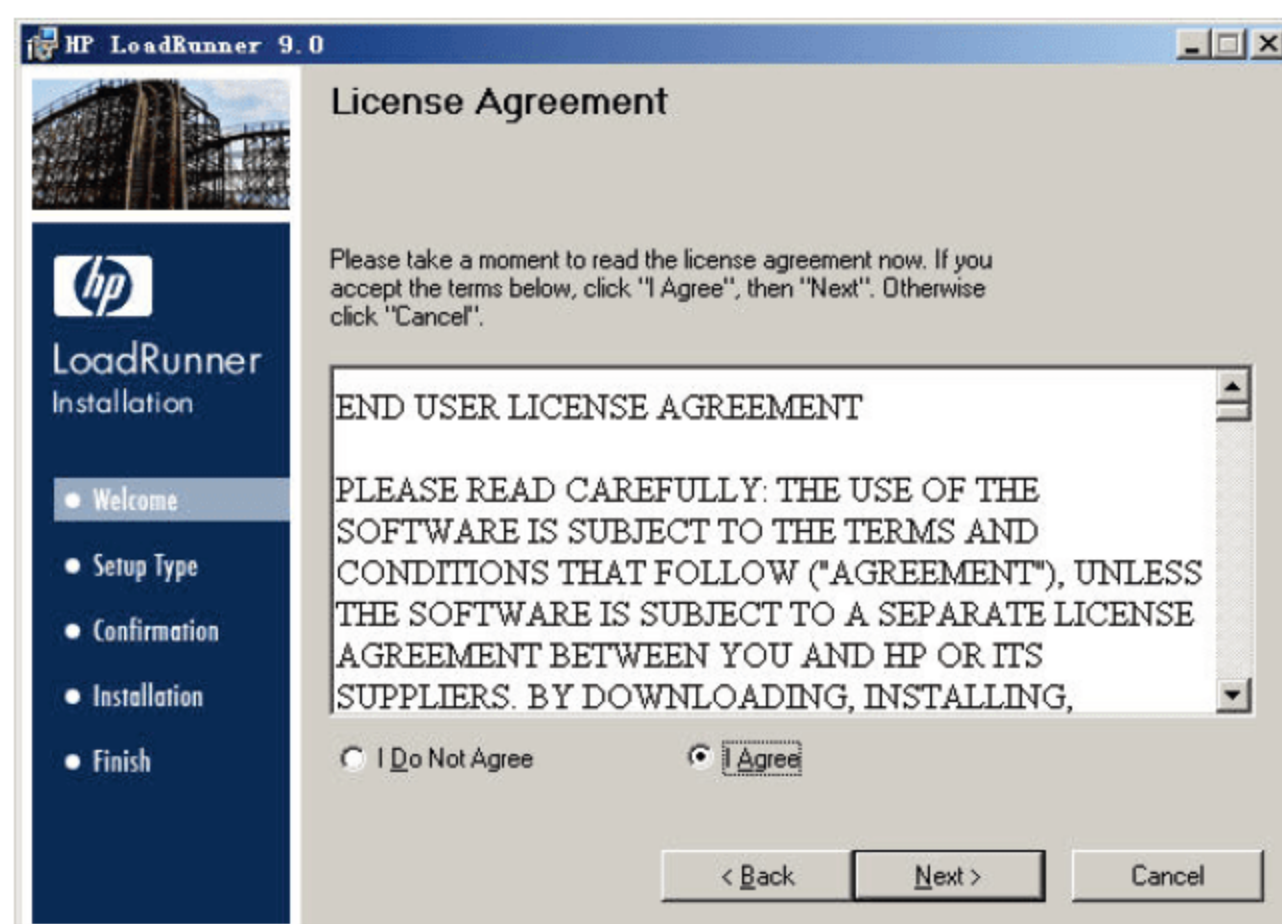 HP LoadRunner 9.0
License Agreement
hp
LoadRunner
Installation
Welcome
Setup Type
Confirmation
Installation
Finish
Please take a moment to read the license agreement now. If you
accept the terms below, click "I Agree", then "Next". Otherwise
click "Cancel".
END USER LICENSE AGREEMENT
PLEASE READ CAREFULLY: THE USE OF THE
SOFTWARE IS SUBJECT TO THE TERMS AND
CONDITIONS THAT FOLLOW ("AGREEMENT"), UNLESS
THE SOFTWARE IS SUBJECT TO A SEPARATE LICENSE
AGREEMENT BETWEEN YOU AND HP OR ITS
SUPPLIERS. BY DOWNLOADING, INSTALLING,
I Do Not Agree
I Agree
< Back
Next >
Cancel